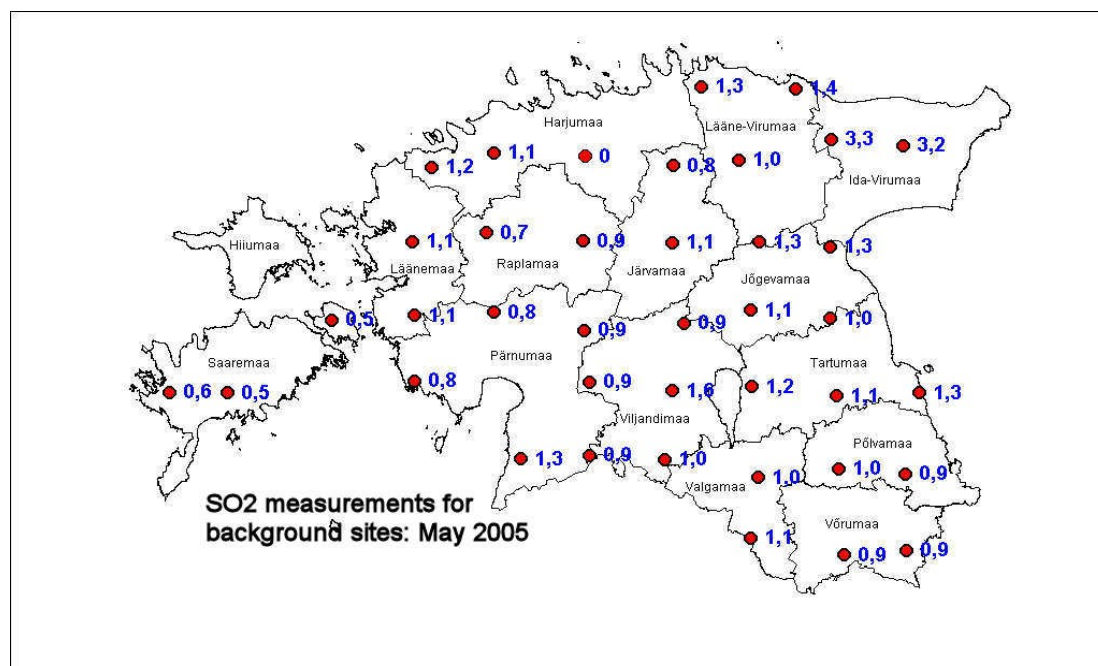 1,3
1,4
Harjumaa
Lääne-Virumaa
3,3
3,2
1,1
0
1,0
1,2
0,8
Ida-Virumaa
0,7
0,9
1,1
1,3
1,3
Hiiumaa
1,1
Läänemaa
Raplamaa
Järvamaa
Jõgevamaa
1,1
0,8
1,1
1,0
0,5
0,9
0,9
Pärnumaa
Saaremaa
Tartumaa
0,6
0,5
0,8
0,9
1,6
1,2
1,1
1,3
Viljandimaa
Põlvamaa
1,3
0,9
1,0
1,0
1,0
0,9
Valgamaa
SO2 measurements for
background sites: May 2005
Võrumaa
1,1
0,9
0,9